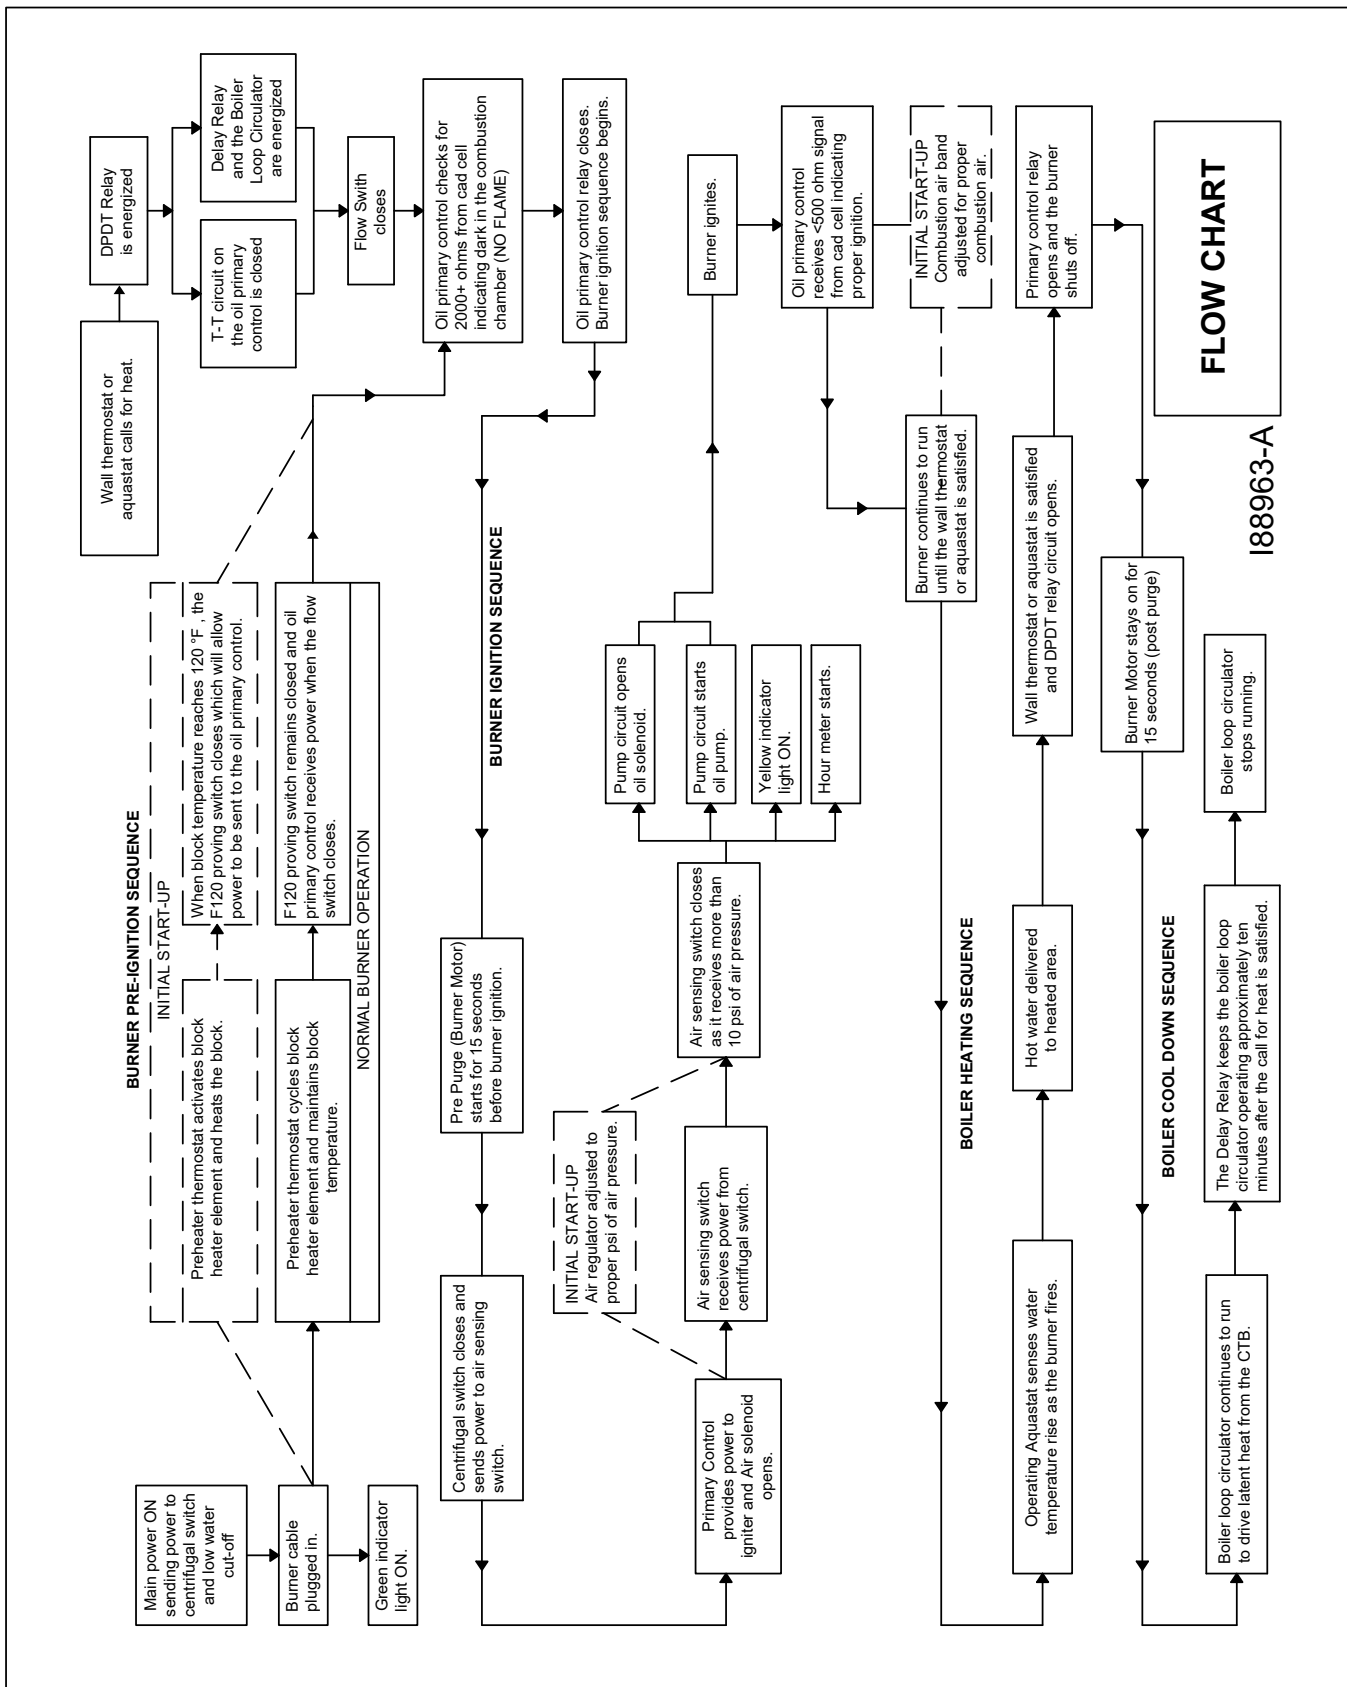 BURNER PRE-IGNITION SEQUENCE
Main power ON
sending power to
centrifugal switch
and low water
cut-off
Burner cable
plugged in.
Green indicator
light ON.
INITIAL START-UP
Preheater thermostat activates block
heater element and heats the block.
When block temperature reaches 120 °F , the
F120 proving switch closes which will allow
power to be sent to the oil primary control.
Preheater thermostat cycles block
heater element and maintains block
temperature.
F120 proving switch remains closed and oil
primary control receives power when the flow
switch closes.
NORMAL BURNER OPERATION
Wall thermostat or
aquastat calls for heat.
DPDT Relay
is energized
T-T circuit on
the oil primary
control is closed
Delay Relay
and the Boiler
Loop Circulator
are energized
Flow Swith
closes
Oil primary control checks for
2000+ ohms from cad cell
indicating dark in the combustion
chamber (NO FLAME)
Oil primary control relay closes.
Burner ignition sequence begins.
BURNER IGNITION SEQUENCE
Pre Purge (Burner Motor)
starts for 15 seconds
before burner ignition.
Centrifugal switch closes and
sends power to air sensing
switch.
Primary Control
provides power to
igniter and Air solenoid
opens.
INITIAL START-UP
Air regulator adjusted to
proper psi of air pressure.
Air sensing switch
receives power from
centrifugal switch.
Air sensing switch closes
as it receives more than
10 psi of air pressure.
Pump circuit opens
oil solenoid.
Pump circuit starts
oil pump.
Yellow indicator
light ON.
Hour meter starts.
Burner ignites.
Oil primary control
receives <500 ohm signal
from cad cell indicating
proper ignition.
INITIAL START-UP
Combustion air band
adjusted for proper
combustion air.
Burner continues to run
until the wall thermostat
or aquastat is satisfied.
BOILER HEATING SEQUENCE
Operating Aquastat senses water
temperature rise as the burner fires.
Hot water delivered
to heated area.
Wall thermostat or aquastat is satisfied
and DPDT relay circuit opens.
Primary control relay
opens and the burner
shuts off.
Burner Motor stays on for
15 seconds (post purge)
BOILER COOL DOWN SEQUENCE
Boiler loop circulator continues to run
to drive latent heat from the CTB.
The Delay Relay keeps the boiler loop
circulator operating approximately ten
minutes after the call for heat is satisfied.
Boiler loop circulator
stops running.
I88963-A
FLOW CHART